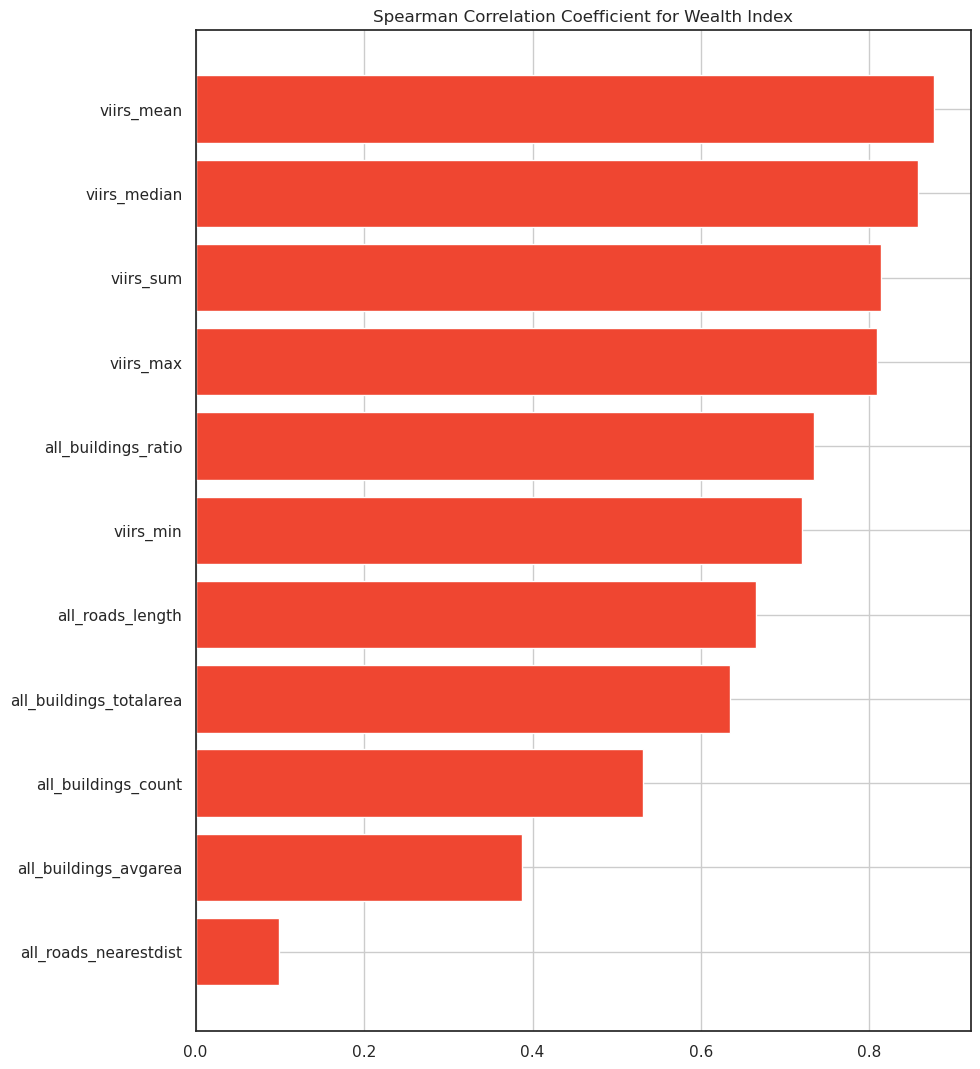 Spearman Correlation Coefficient for Wealth Index
viirs_mean
viirs_median
viirs_sum
viirs_max
all_buildings_ratio
viirs_min
all_roads_length
all_buildings_totalarea
all_buildings_count
all_buildings_avgarea
all_roads_nearestdist
0.0 0.2 0.4 0.6 0.8